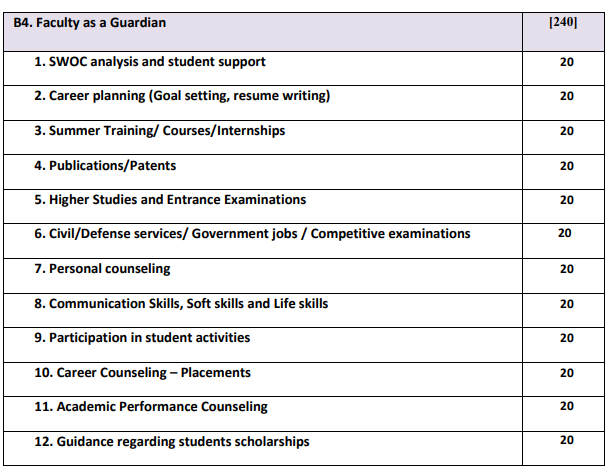 B4. Faculty as a Guardian [240]
1. SWOC analysis and student support 20
2. Career planning (Goal setting, resume writing) 20
3. Summer Training/ Courses/Internships 20
4. Publications/Patents 20
5. Higher Studies and Entrance Examinations 20
6. Civil/Defense services/ Government jobs / Competitive examinations 20
7. Personal counseling 20
8. Communication Skills, Soft skills and Life skills 20
9. Participation in student activities 20
10. Career Counseling – Placements 20
11. Academic Performance Counseling 20
12. Guidance regarding students scholarships 20